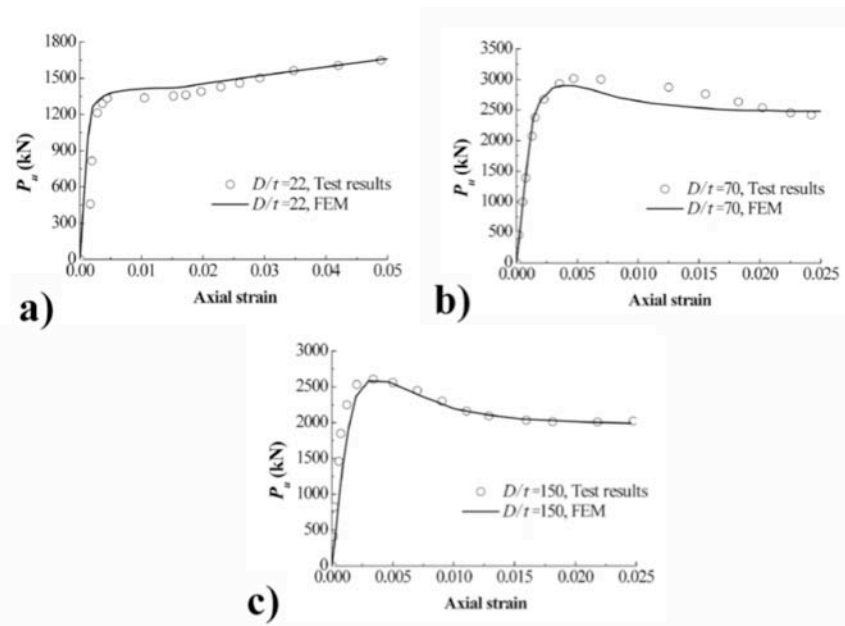 1800
1500
1200
900
600
300
0
P_u (kN)
D/t=22, Test results
D/t=22, FEM
0.00 0.01 0.02 0.03 0.04 0.05
Axial strain
a)
3500
3000
2500
2000
1500
1000
500
0
P_u (kN)
D/t=70, Test results
D/t=70, FEM
0.000 0.005 0.010 0.015 0.020 0.025
Axial strain
b)
3000
2500
2000
1500
1000
500
0
P_u (kN)
D/t=150, Test results
D/t=150, FEM
0.000 0.005 0.010 0.015 0.020 0.025
Axial strain
c)